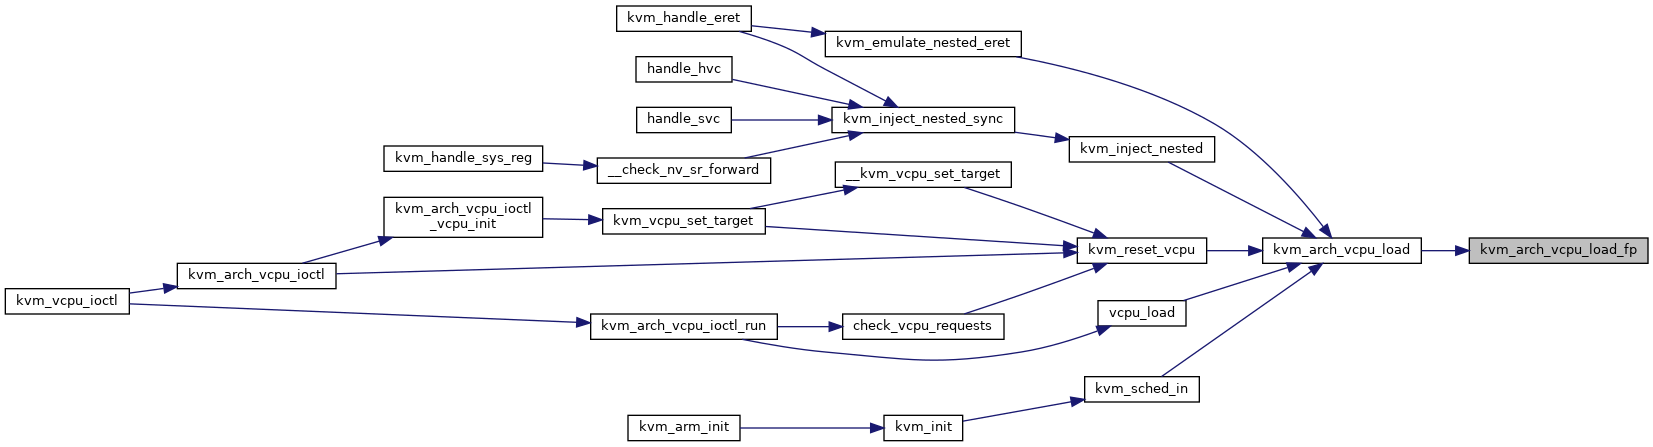 kvm_handle_eret
kvm_emulate_nested_eret
handle_hvc
handle_svc
kvm_inject_nested_sync
kvm_inject_nested
kvm_handle_sys_reg
__check_nv_sr_forward
__kvm_vcpu_set_target
kvm_arch_vcpu_ioctl
_vcpu_init
kvm_vcpu_set_target
kvm_reset_vcpu
kvm_arch_vcpu_load
kvm_arch_vcpu_load_fp
kvm_arch_vcpu_ioctl
kvm_vcpu_ioctl
vcpu_load
kvm_arch_vcpu_ioctl_run
check_vcpu_requests
kvm_sched_in
kvm_arm_init
kvm_init